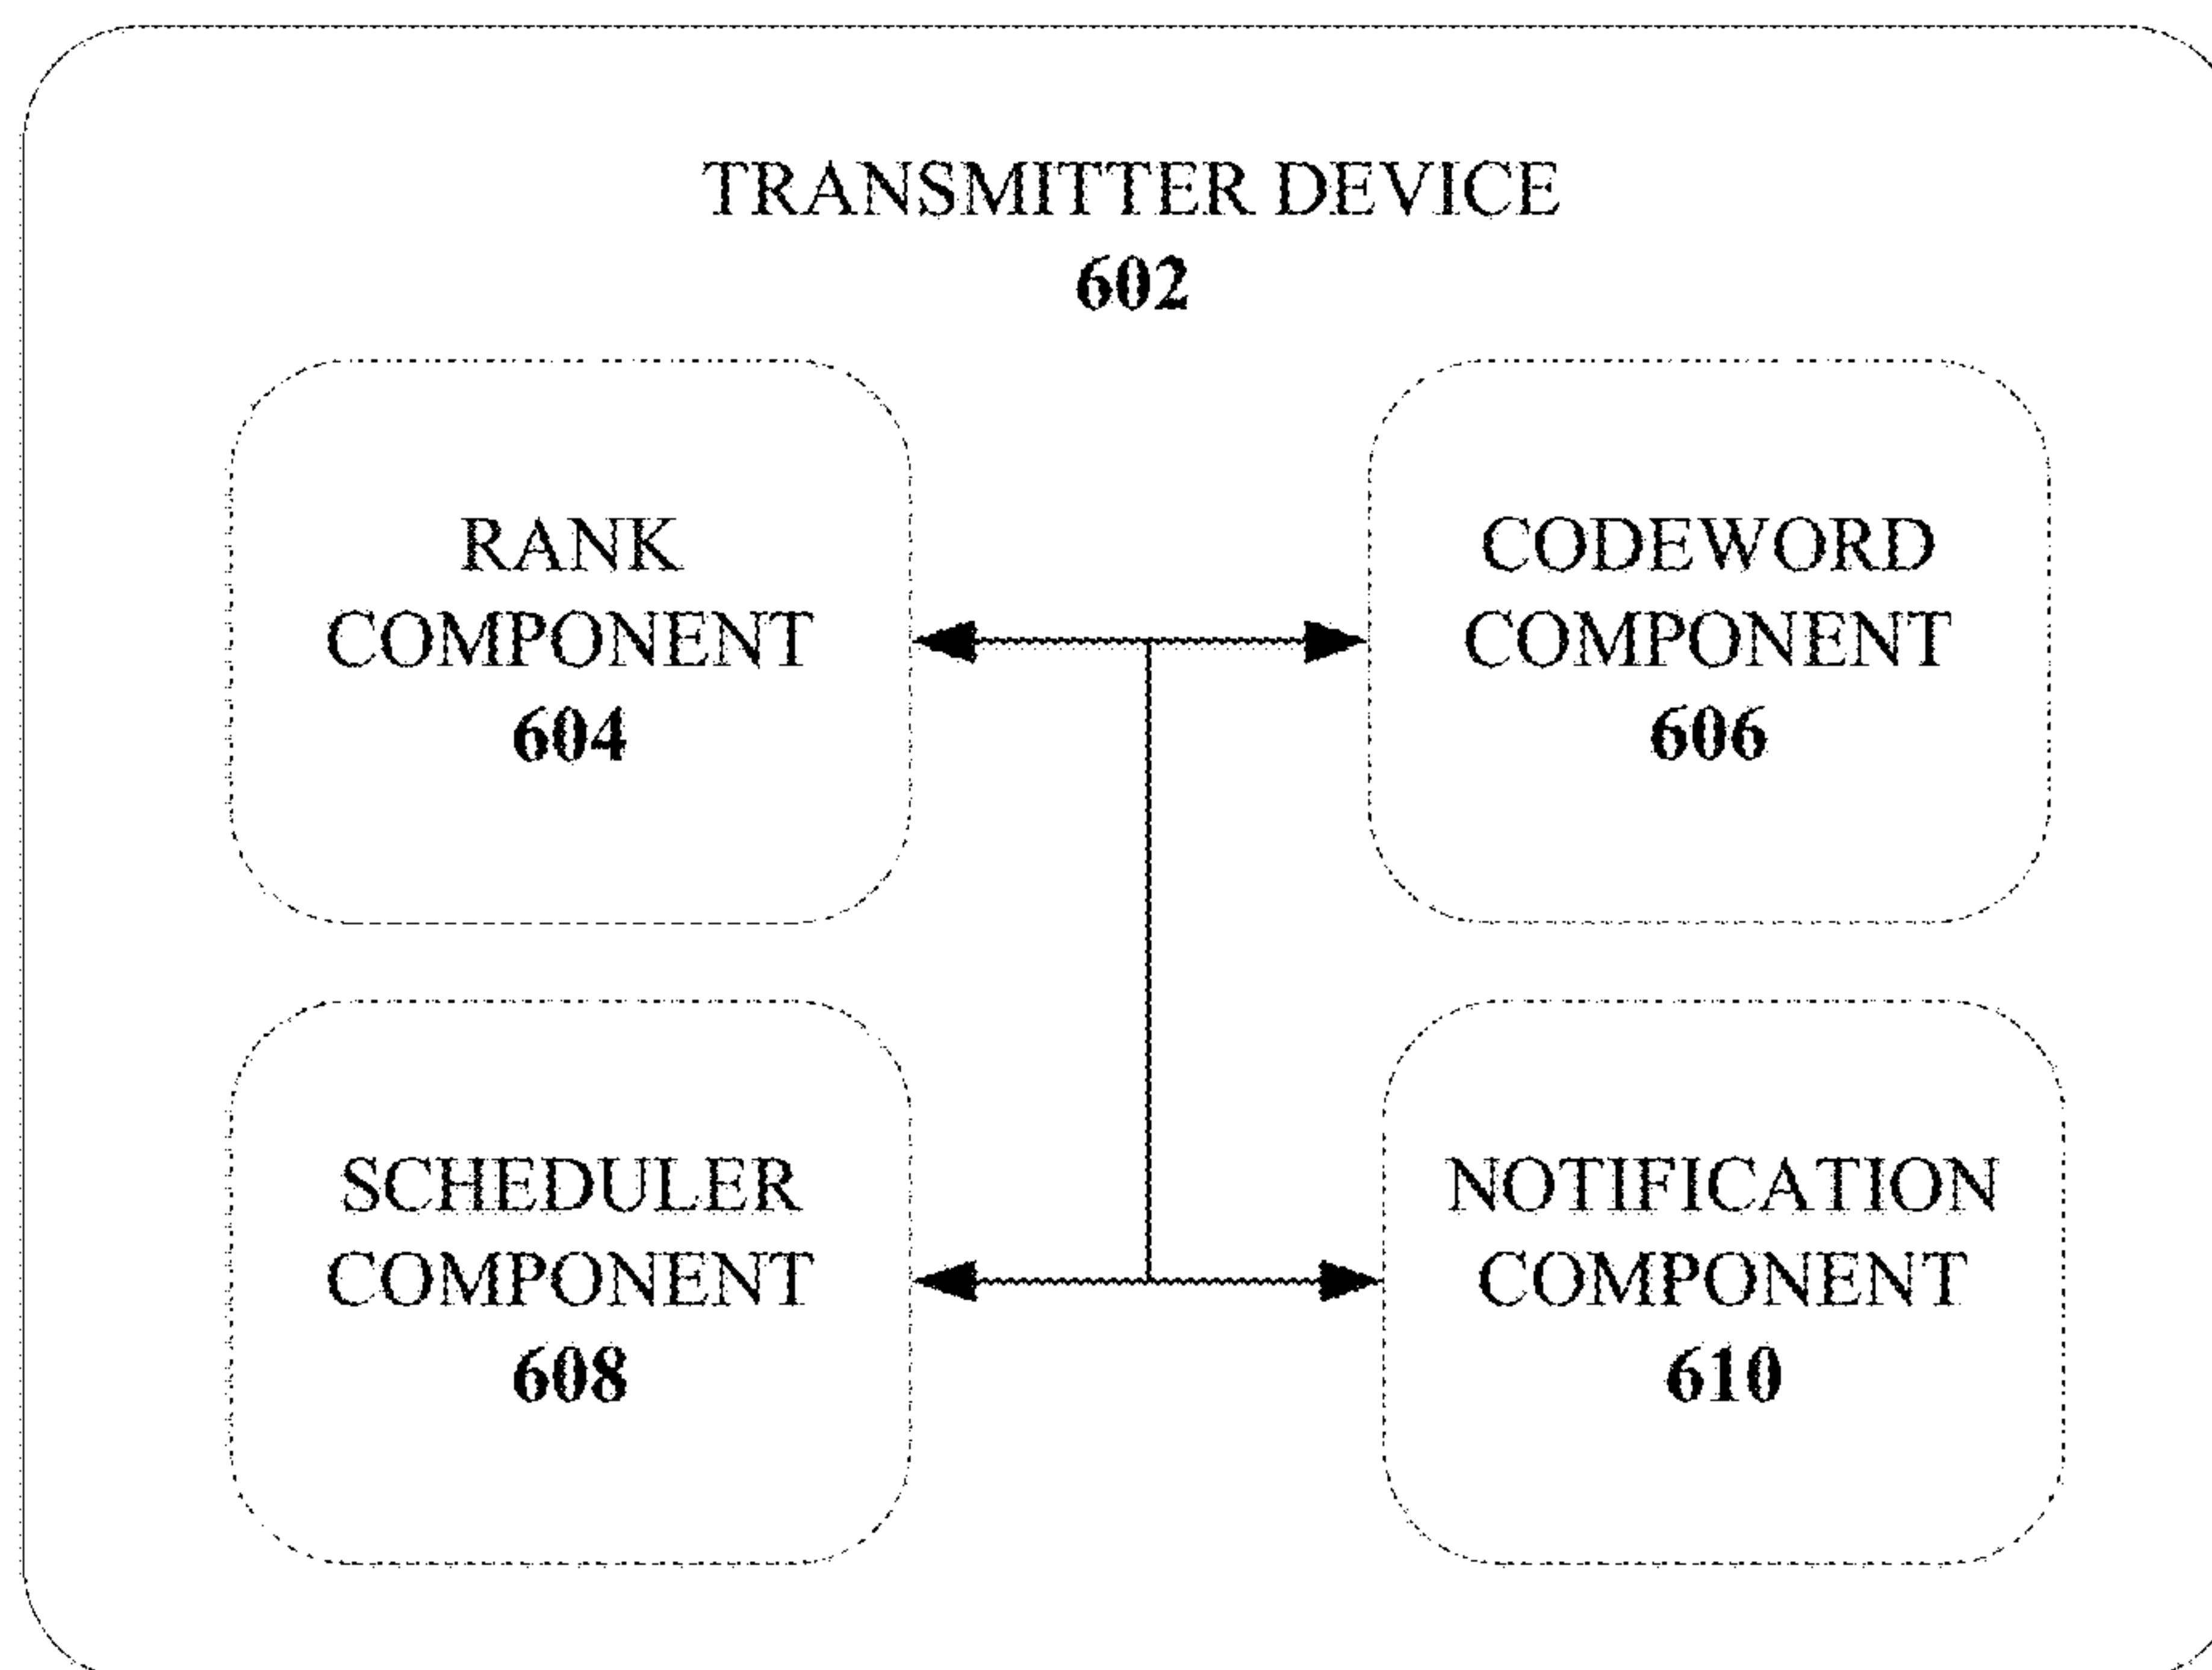 TRANSMITTER DEVICE
602
RANK
COMPONENT
604
CODEWORD
COMPONENT
606
SCHEDULER
COMPONENT
608
NOTIFICATION
COMPONENT
610